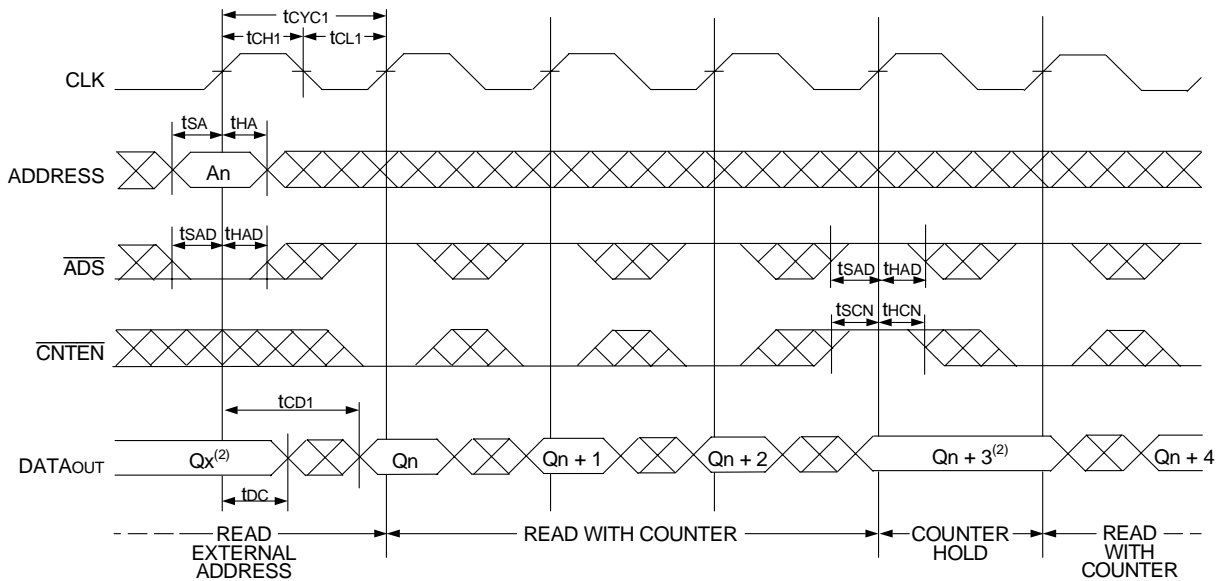 tCYC1
tCH1 tCL1
CLK
tSA tHA
ADDRESS An
tSAD tHAD
ADS
tSAD tHAD
tSCN tHCN
CNTEN
tCD1
DATAOUT Qx(2) Qn Qn + 1 Qn + 2 Qn + 3(2) Qn + 4
tDC
READ EXTERNAL ADDRESS
READ WITH COUNTER
COUNTER HOLD
READ WITH COUNTER